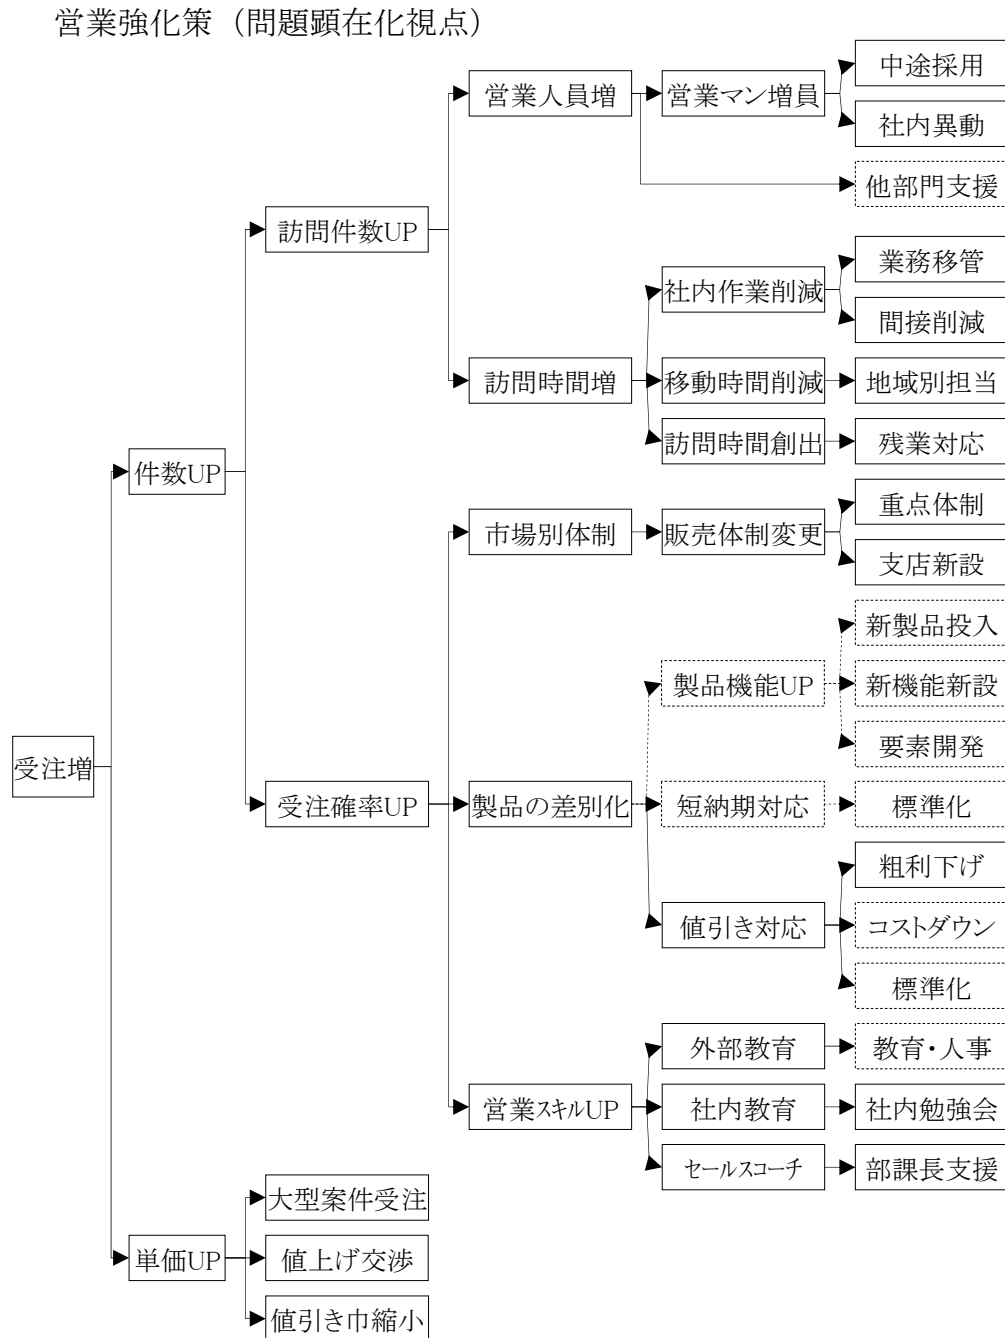 営業強化策（問題顕在化視点）
営業人員増
営業マン増員
中途採用
社内異動
他部門支援
訪問件数UP
社内作業削減
業務移管
間接削減
訪問時間増
移動時間削減
地域別担当
訪問時間創出
残業対応
件数UP
市場別体制
販売体制変更
重点体制
支店新設
製品機能UP
新製品投入
新機能新設
要素開発
受注増
受注確率UP
製品の差別化
短納期対応
標準化
値引き対応
粗利下げ
コストダウン
標準化
営業スキルUP
外部教育
教育・人事
社内教育
社内勉強会
セールスコーチ
部課長支援
単価UP
大型案件受注
値上げ交渉
値引き巾縮小